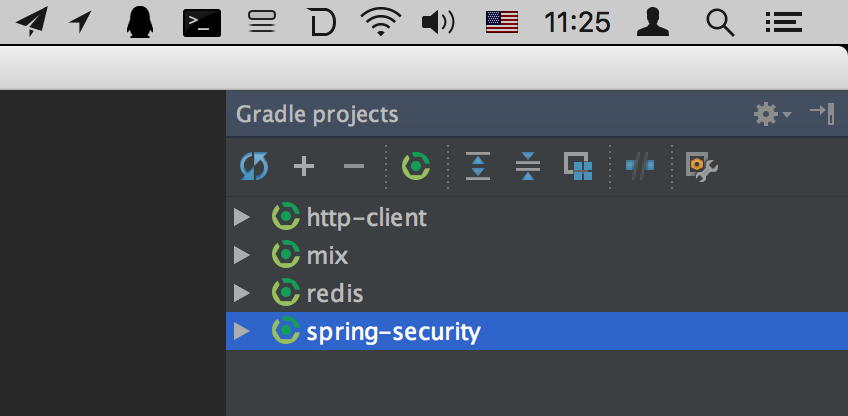 11:25
Gradle projects
http-client
mix
redis
spring-security